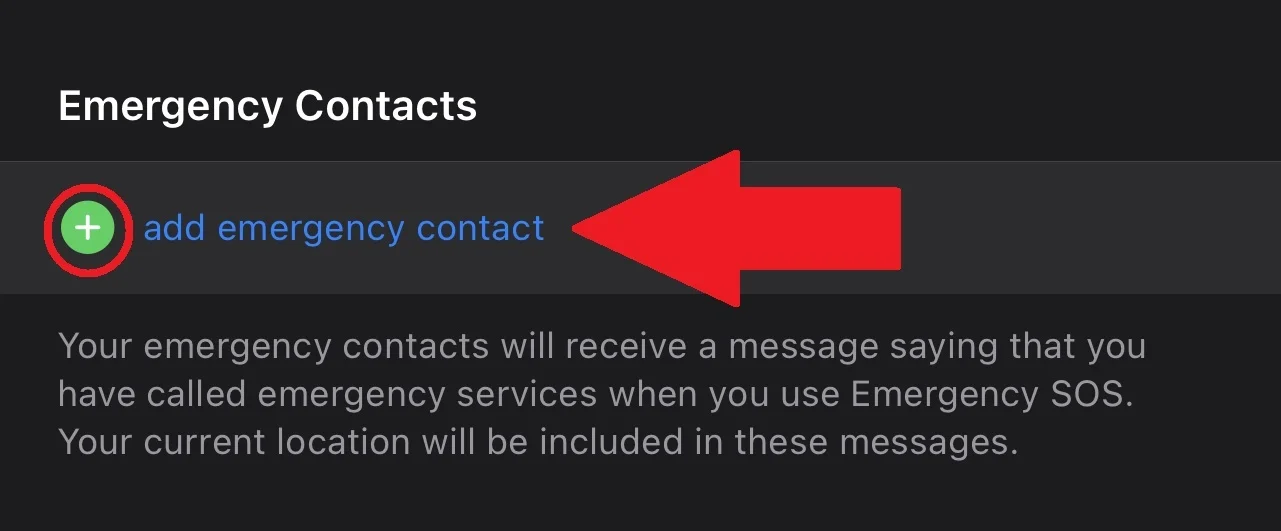 Emergency Contacts
add emergency contact
Your emergency contacts will receive a message saying that you
have called emergency services when you use Emergency SOS.
Your current location will be included in these messages.